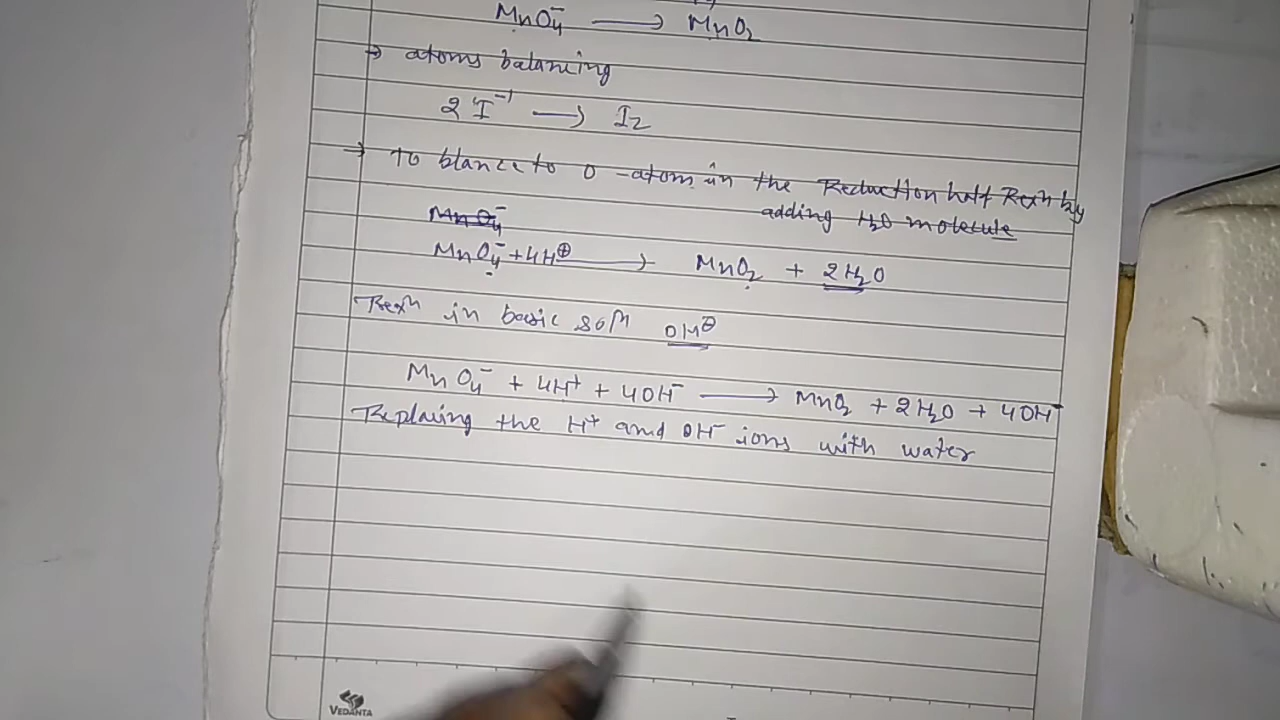 MnO₄⁻ ⟶ MnO₂
→ atoms balancing
2 I⁻¹ ⟶ I₂
→ To blance to O -atom in the Reduction half Rexn by
adding H₂O molecule
MnO₄⁻
MnO₄⁻ + 4H⊕ ⟶ MnO₂ + 2H₂O
Rexn in basic solⁿ OH⊖
MnO₄⁻ + 4H⁺ + 4OH⁻ ⟶ MnO₂ + 2H₂O + 4OH⁻
Replaing the H⁺ and OH⁻ ions with water
VEDANTA